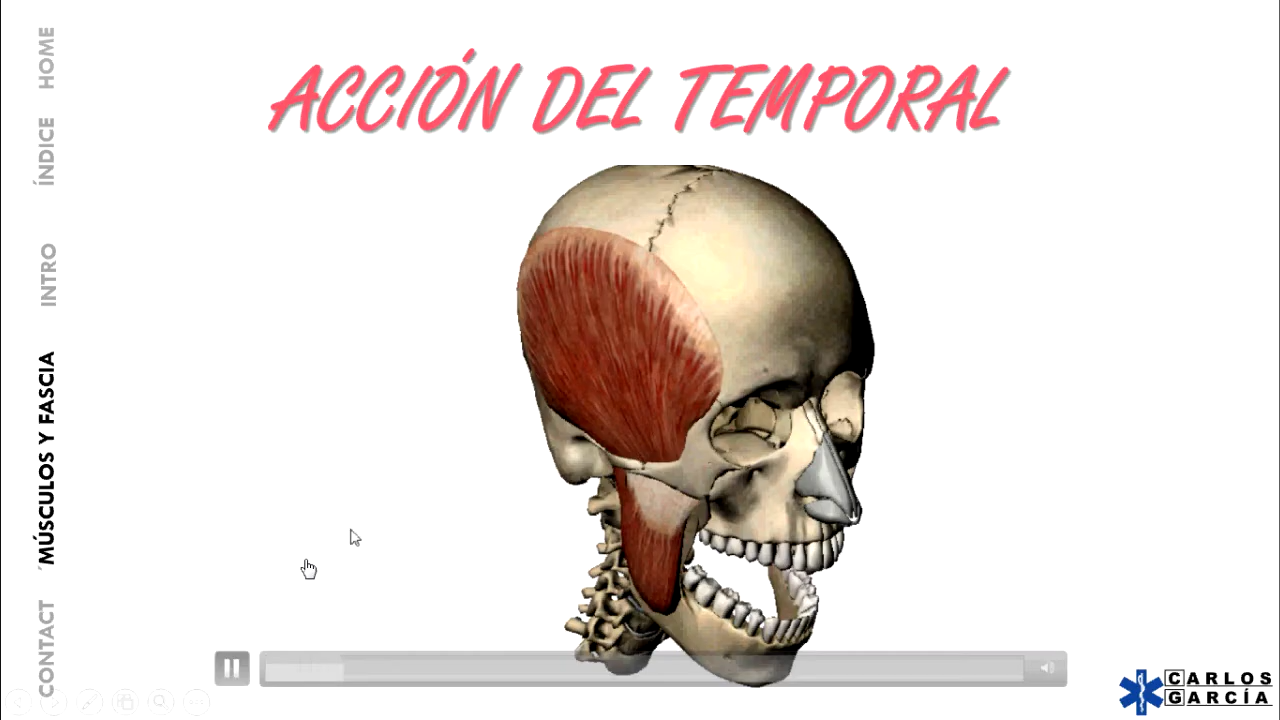 ACCIÓN DEL TEMPORAL
HOME
ÍNDICE
INTRO
MÚSCULOS Y FASCIA
CONTACT
CARLOS
GARCÍA